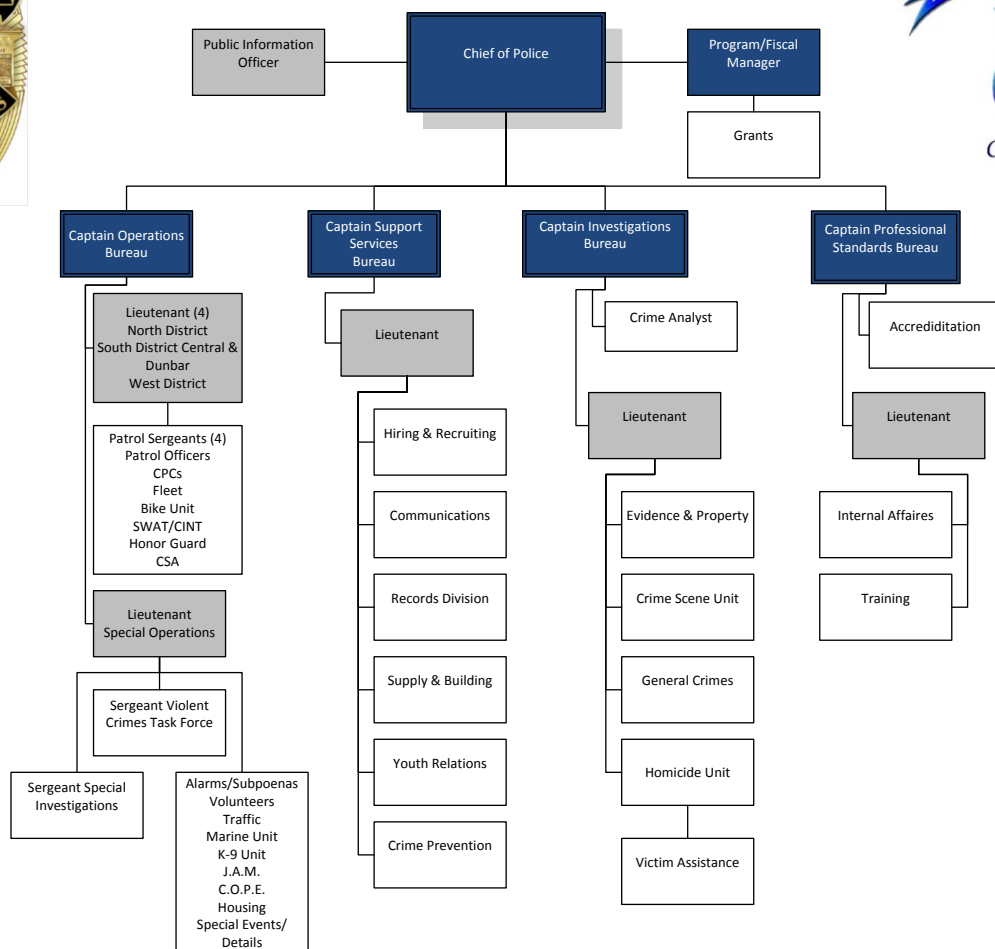 Public Information
Officer
Chief of Police
Program/Fiscal
Manager
Grants
Captain Operations
Bureau
Captain Support
Services
Bureau
Captain Investigations
Bureau
Captain Professional
Standards Bureau
Lieutenant (4)
North District
South District Central &
Dunbar
West District
Patrol Sergeants (4)
Patrol Officers
CPCs
Fleet
Bike Unit
SWAT/CINT
Honor Guard
CSA
Lieutenant
Special Operations
Sergeant Violent
Crimes Task Force
Sergeant Special
Investigations
Alarms/Subpoenas
Volunteers
Traffic
Marine Unit
K-9 Unit
J.A.M.
C.O.P.E.
Housing
Special Events/
Details
Lieutenant
Hiring & Recruiting
Communications
Records Division
Supply & Building
Youth Relations
Crime Prevention
Crime Analyst
Lieutenant
Evidence & Property
Crime Scene Unit
General Crimes
Homicide Unit
Victim Assistance
Accrediditation
Lieutenant
Internal Affaires
Training